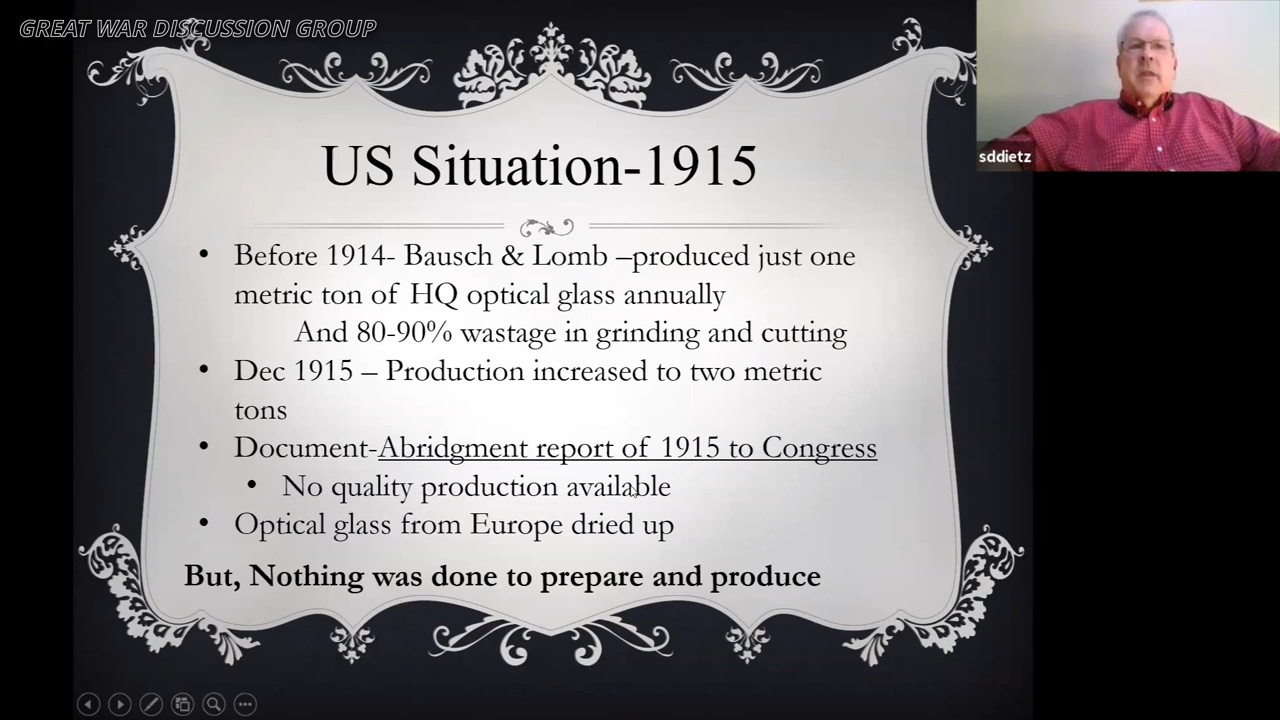 GREAT WAR DISCUSSION GROUP
sddietz
US Situation-1915
• Before 1914- Bausch & Lomb –produced just one
metric ton of HQ optical glass annually
And 80-90% wastage in grinding and cutting
• Dec 1915 – Production increased to two metric
tons
• Document-Abridgment report of 1915 to Congress
• No quality production available
• Optical glass from Europe dried up
But, Nothing was done to prepare and produce